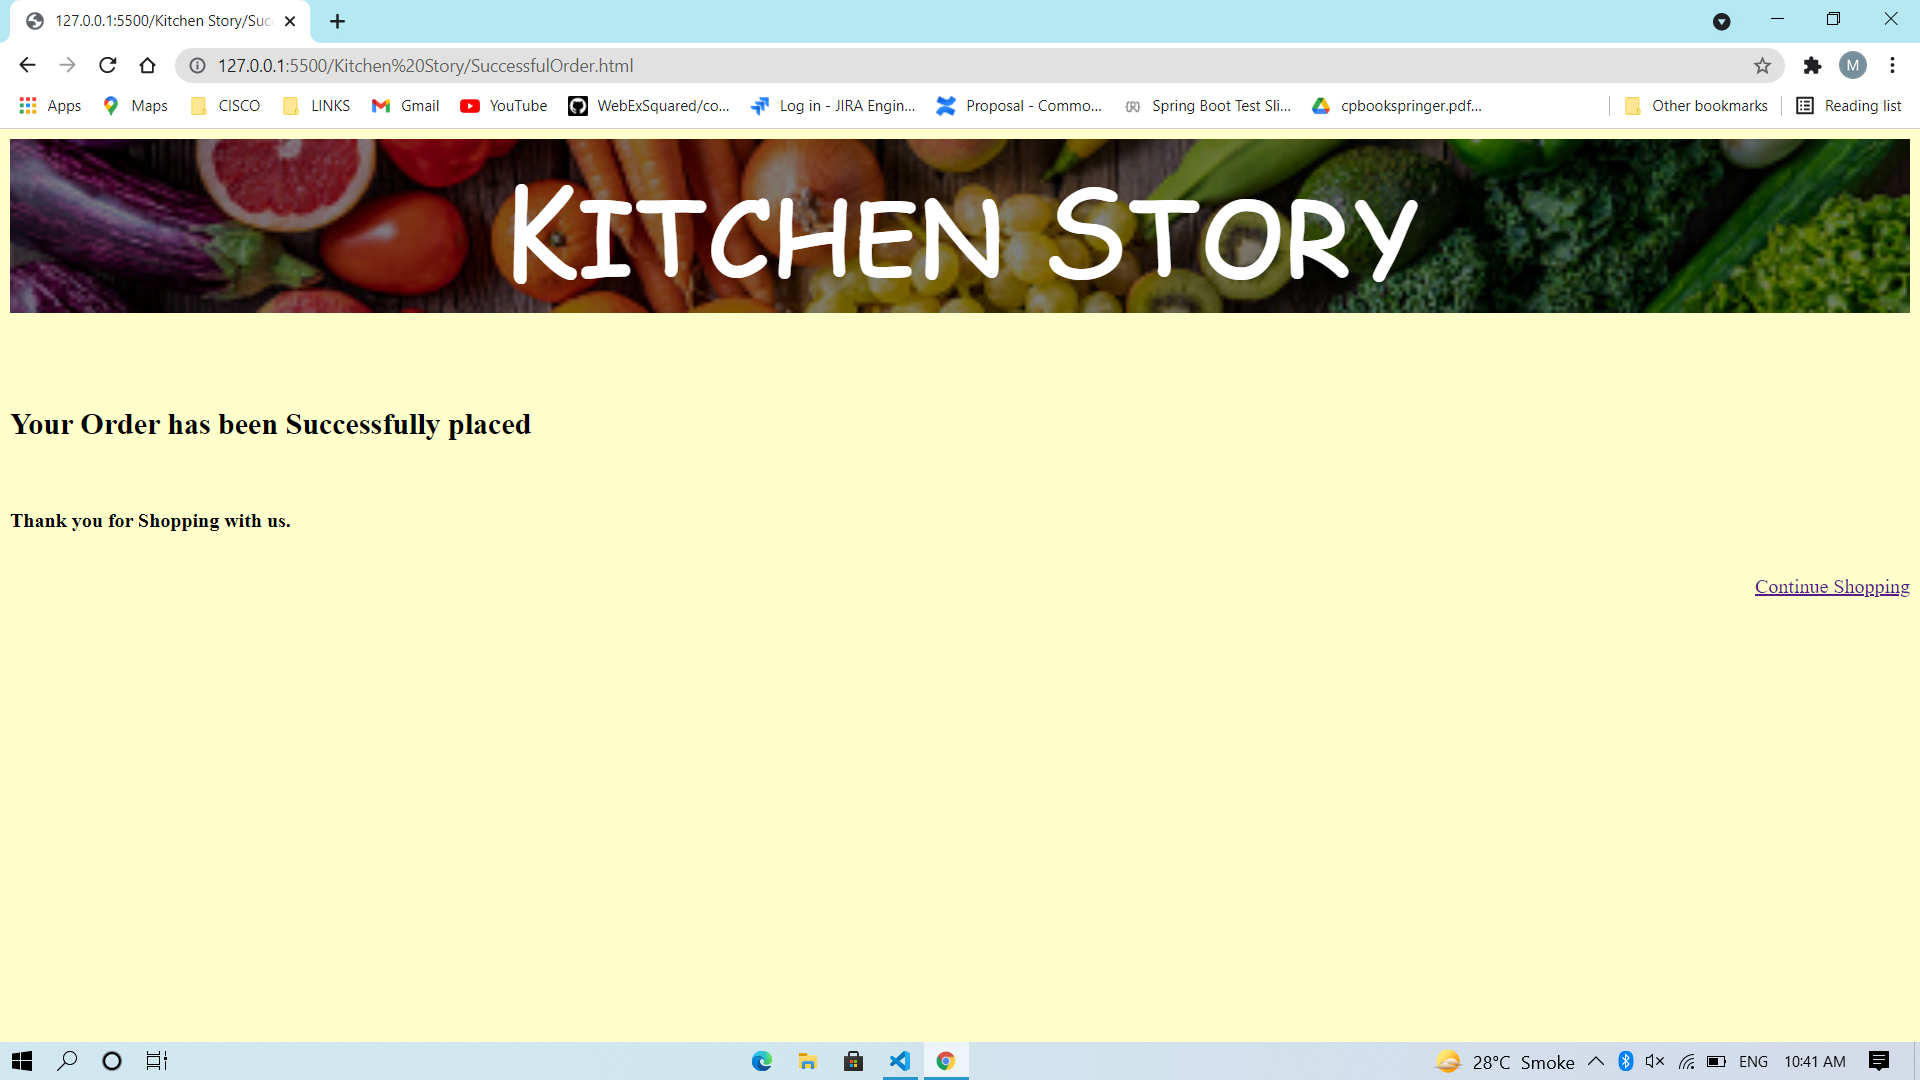 127.0.0.1:5500/Kitchen Story/Suc
127.0.0.1:5500/Kitchen%20Story/SuccessfulOrder.html
M
Apps Maps CISCO LINKS Gmail YouTube WebExSquared/co... Log in - JIRA Engin... Proposal - Commo... Spring Boot Test Sli... cpbookspringer.pdf... Other bookmarks Reading list
KITCHEN STORY
Your Order has been Successfully placed
Thank you for Shopping with us.
Continue Shopping
28°C Smoke ENG 10:41 AM